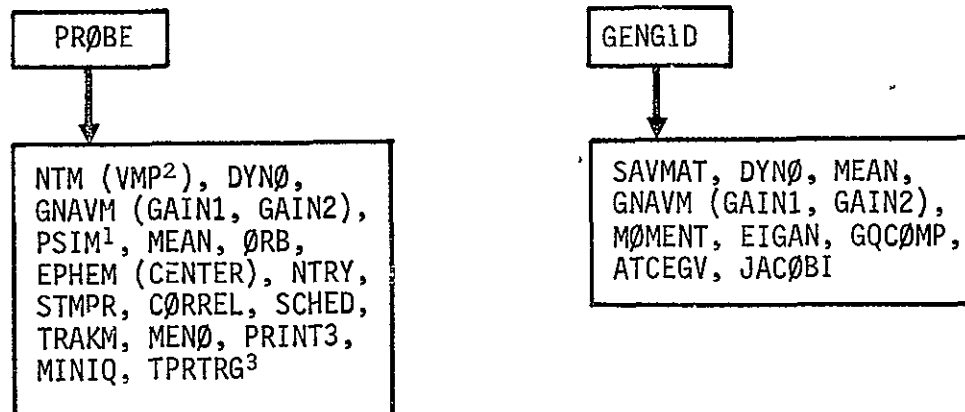 PRØBE
NTM (VMP²), DYNØ,
GNAVM (GAIN1, GAIN2),
PSIM¹, MEAN, ØRB,
EPHEM (CENTER), NTRY,
STMPR, CØRREL, SCHED,
TRAKM, MENØ, PRINT3,
MINIQ, TPRTRG³
GENGID
SAVMAT, DYNØ, MEAN,
GNAVM (GAIN1, GAIN2),
MØMENT, EIGAN, GQCØMP,
ATCEGV, JACØBI